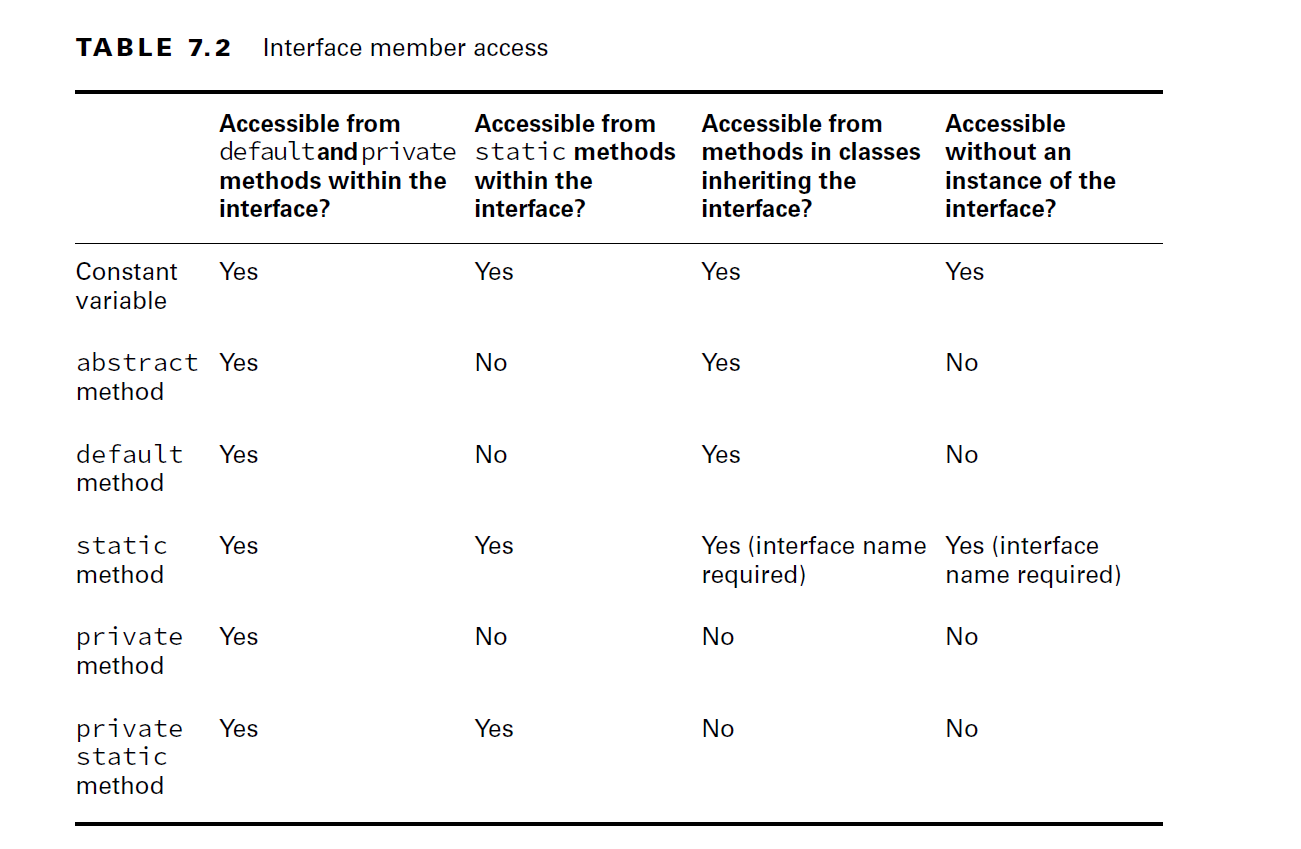 TABLE 7.2 Interface member access
Accessible from default and private methods within the interface? Accessible from static methods within the interface? Accessible from methods in classes inheriting the interface? Accessible without an instance of the interface?
Constant variable Yes Yes Yes Yes
abstract method Yes No Yes No
default method Yes No Yes No
static method Yes Yes Yes (interface name required) Yes (interface name required)
private method Yes No No No
private static method Yes Yes No No